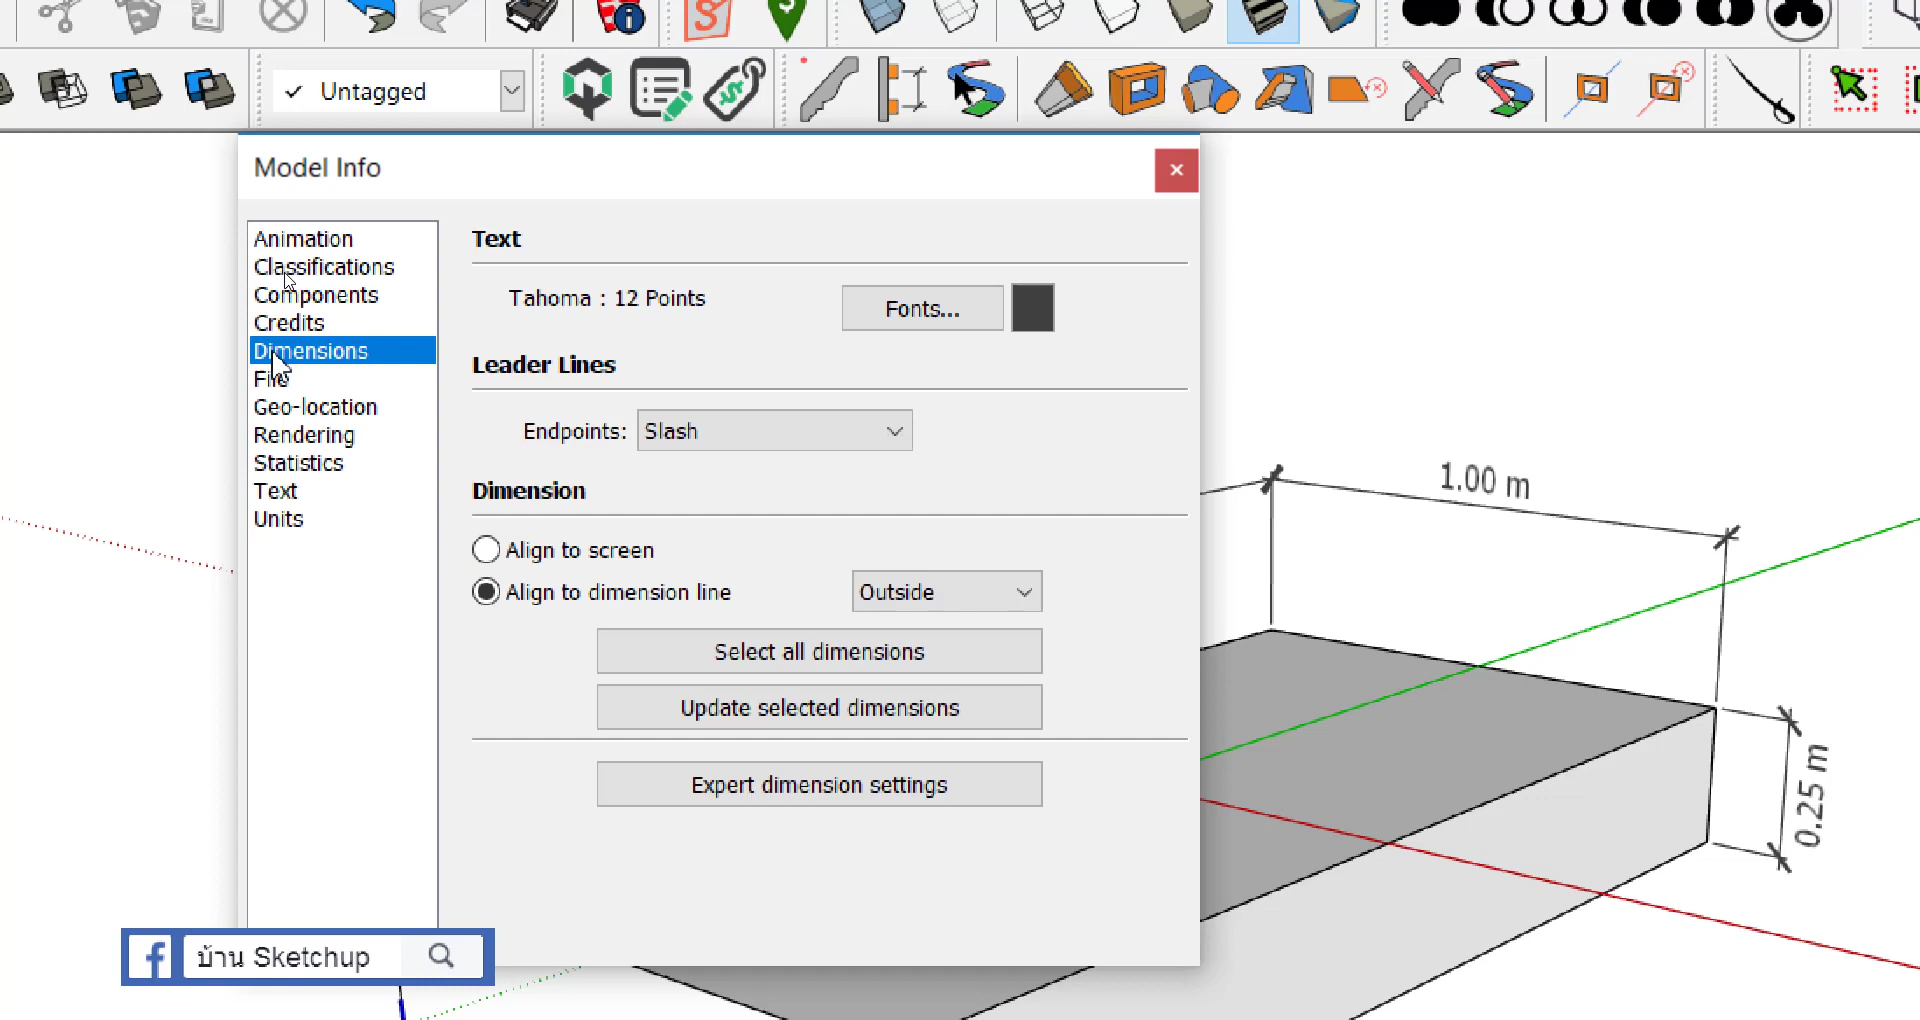 ✓ Untagged
Model Info
×
Animation
Classifications
Components
Credits
Dimensions
File
Geo-location
Rendering
Statistics
Text
Units
Text
Tahoma : 12 Points
Fonts...
Leader Lines
Endpoints: Slash
Dimension
Align to screen
Align to dimension line
Outside
Select all dimensions
Update selected dimensions
Expert dimension settings
1.00 m
0.25 m
f บ้าน Sketchup